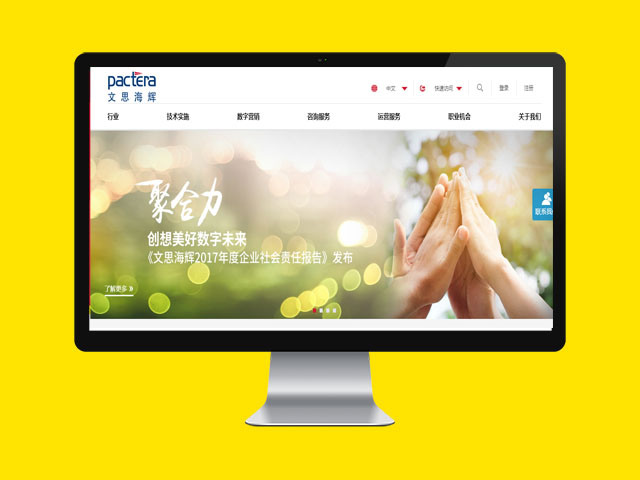 pactera
文思海辉
中文
快速访问
登录
注册
行业 技术实施 数字营销 咨询服务 运营服务 职业机会 关于我们
聚合力
创想美好数字未来
《文思海辉2017年度企业社会责任报告》发布
联系我们
了解更多 »